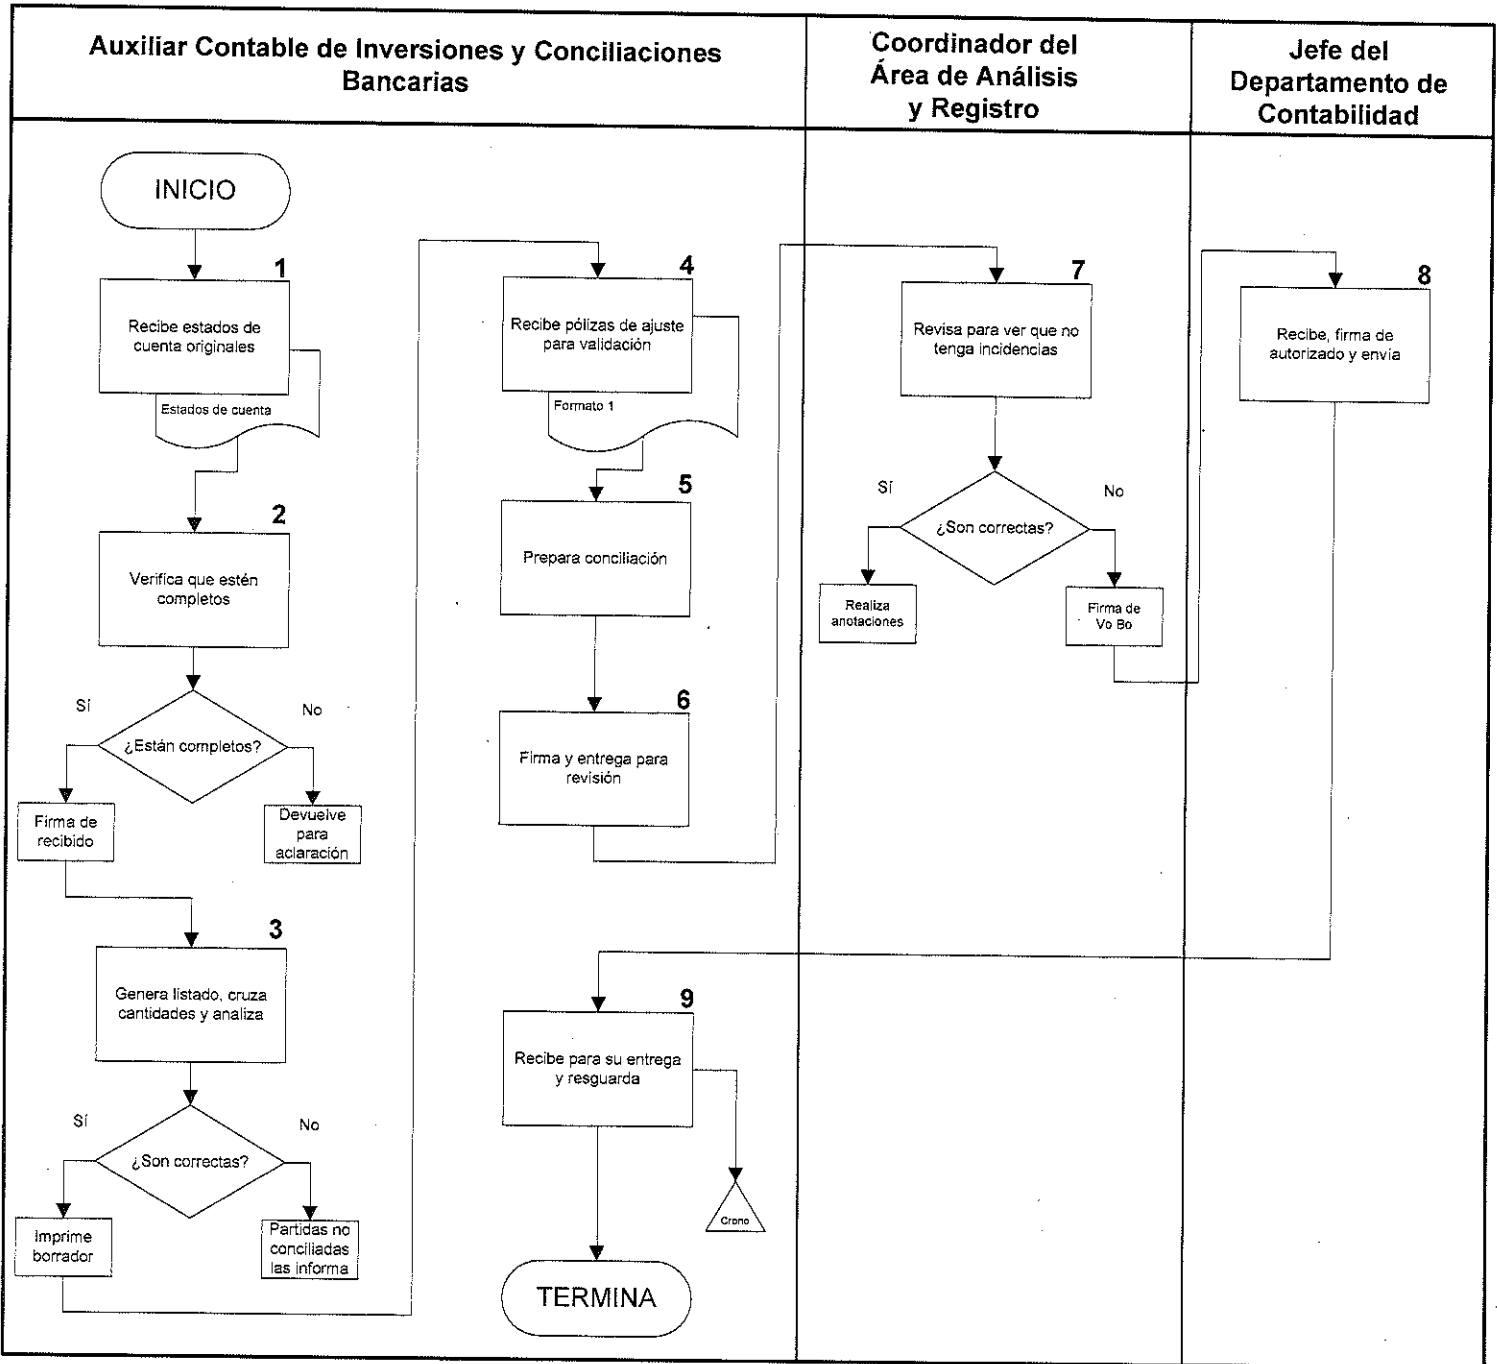 Auxiliar Contable de Inversiones y Conciliaciones
Bancarias
Coordinador del
Área de Análisis
y Registro
Jefe del
Departamento de
Contabilidad
INICIO
1
Recibe estados de
cuenta originales
Estados de cuenta
2
Verifica que estén
completos
¿Están completos?
Sí
No
Firma de
recibido
Devuelve
para
aclaración
3
Genera listado, cruza
cantidades y analiza
¿Son correctas?
Sí
No
Imprime
borrador
Partidas no
conciliadas
las informa
4
Recibe pólizas de ajuste
para validación
Formato 1
5
Prepara conciliación
6
Firma y entrega para
revisión
7
Revisa para ver que no
tenga incidencias
¿Son correctas?
Sí
No
Realiza
anotaciones
Firma de
Vo Bo
8
Recibe, firma de
autorizado y envía
9
Recibe para su entrega
y resguarda
Crono
TERMINA